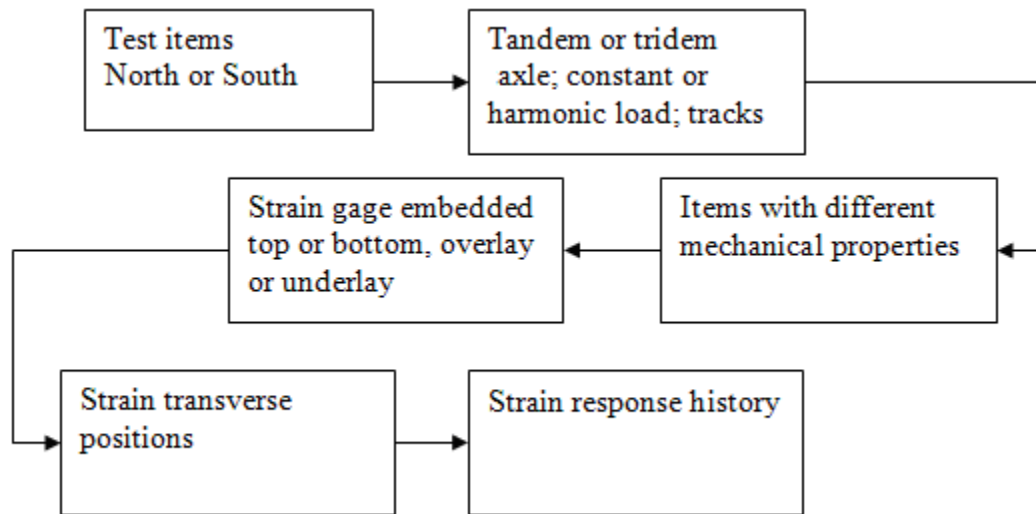 Test items
North or South
Tandem or tridem
axle; constant or
harmonic load; tracks
Items with different
mechanical properties
Strain gage embedded
top or bottom, overlay
or underlay
Strain transverse
positions
Strain response history